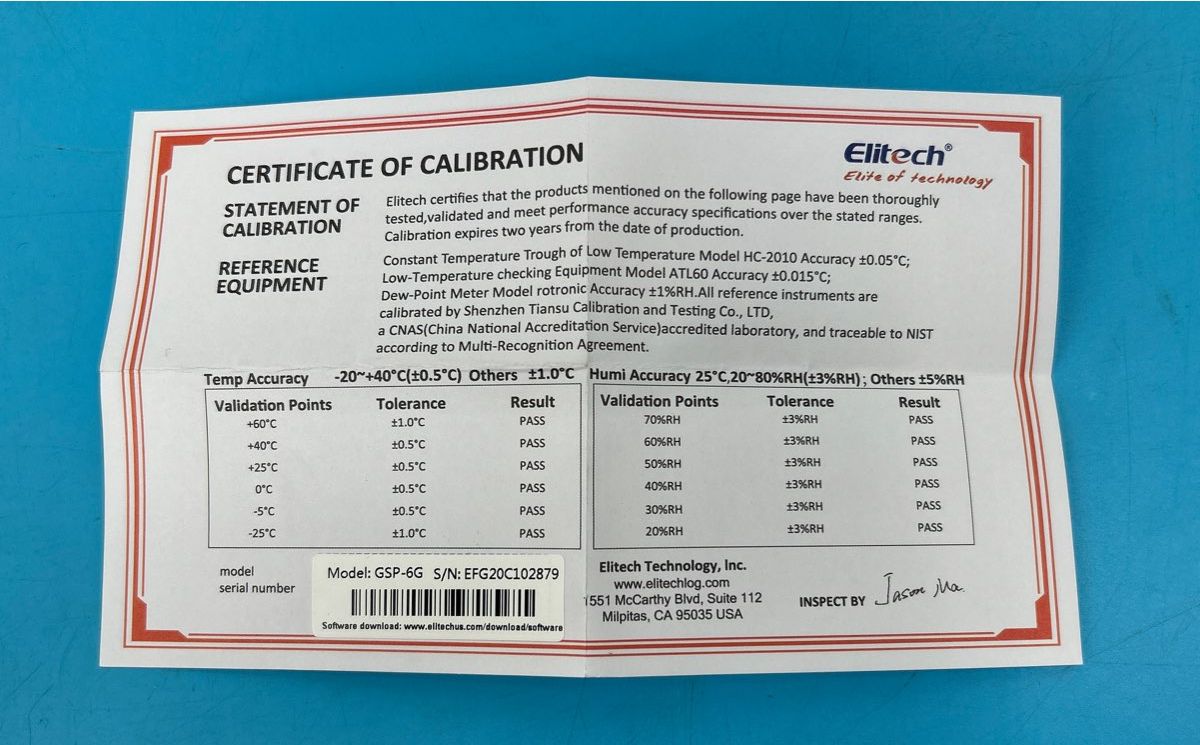 CERTIFICATE OF CALIBRATION
Elitech®
Elite of technology
STATEMENT OF
CALIBRATION
Elitech certifies that the products mentioned on the following page have been thoroughly
tested,validated and meet performance accuracy specifications over the stated ranges.
Calibration expires two years from the date of production.
REFERENCE
EQUIPMENT
Constant Temperature Trough of Low Temperature Model HC-2010 Accuracy ±0.05°C;
Low-Temperature checking Equipment Model ATL60 Accuracy ±0.015°C;
Dew-Point Meter Model rotronic Accuracy ±1%RH.All reference instruments are
calibrated by Shenzhen Tiansu Calibration and Testing Co., LTD,
a CNAS(China National Accreditation Service)accredited laboratory, and traceable to NIST
according to Multi-Recognition Agreement.
Temp Accuracy -20~+40°C(±0.5°C) Others ±1.0°C
Validation Points Tolerance Result
+60°C ±1.0°C PASS
+40°C ±0.5°C PASS
+25°C ±0.5°C PASS
0°C ±0.5°C PASS
-5°C ±0.5°C PASS
-25°C ±1.0°C PASS
Humi Accuracy 25°C,20~80%RH(±3%RH); Others ±5%RH
Validation Points Tolerance Result
70%RH ±3%RH PASS
60%RH ±3%RH PASS
50%RH ±3%RH PASS
40%RH ±3%RH PASS
30%RH ±3%RH PASS
20%RH ±3%RH PASS
model
serial number
Model: GSP-6G S/N: EFG20C102879
Software download: www.elitechus.com/download/software
Elitech Technology, Inc.
www.elitechlog.com
1551 McCarthy Blvd, Suite 112
Milpitas, CA 95035 USA
INSPECT BY Jason Ma